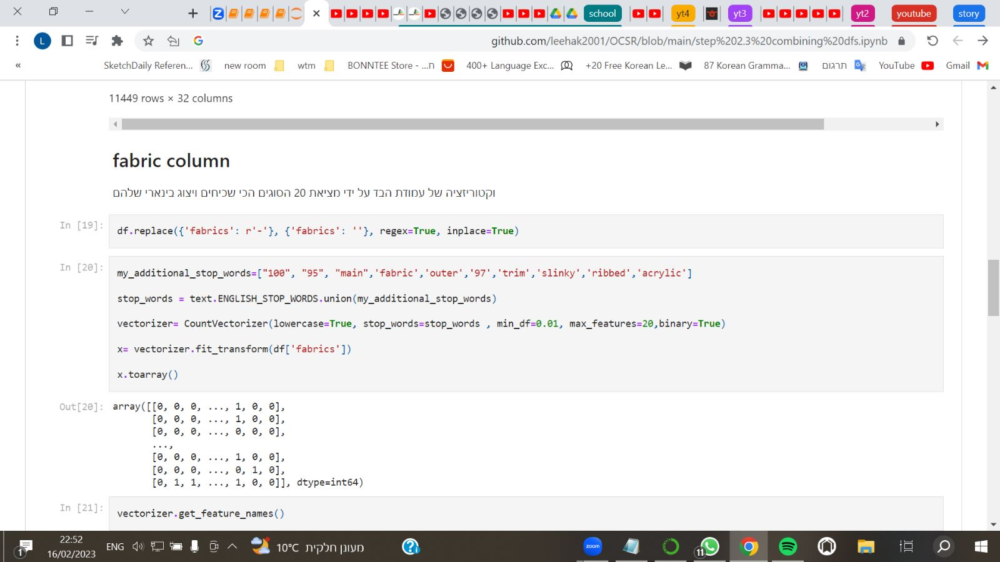 school
yt4
yt3
yt2
youtube
story
L
github.com/leehak2001/OCSR/blob/main/step%202.3%20combining%20dfs.ipynb
«
SketchDaily Referen...
new room
wtm
BONNTEE Store - ...ח
400+ Language Exc...
+20 Free Korean Le...
87 Korean Gramma...
תרגום
YouTube
Gmail
11449 rows × 32 columns
fabric column
וקטוריזציה של עמודת הבד על ידי מציאת 20 הסוגים הכי שכיחים ויצוג בינארי שלהם
In [19]:
df.replace({'fabrics': r'-'}, {'fabrics': ''}, regex=True, inplace=True)
In [20]:
my_additional_stop_words=["100", "95", "main",'fabric','outer','97','trim','slinky','ribbed','acrylic']
stop_words = text.ENGLISH_STOP_WORDS.union(my_additional_stop_words)
vectorizer= CountVectorizer(lowercase=True, stop_words=stop_words , min_df=0.01, max_features=20,binary=True)
x= vectorizer.fit_transform(df['fabrics'])
x.toarray()
Out[20]:
array([[0, 0, 0, ..., 1, 0, 0],
[0, 0, 0, ..., 1, 0, 0],
[0, 0, 0, ..., 0, 0, 0],
...,
[0, 0, 0, ..., 1, 0, 0],
[0, 0, 0, ..., 0, 1, 0],
[0, 1, 1, ..., 1, 0, 0]], dtype=int64)
In [21]:
vectorizer.get_feature_names()
1
22:52
16/02/2023
ENG
10°C מעונן חלקית
zoom
11